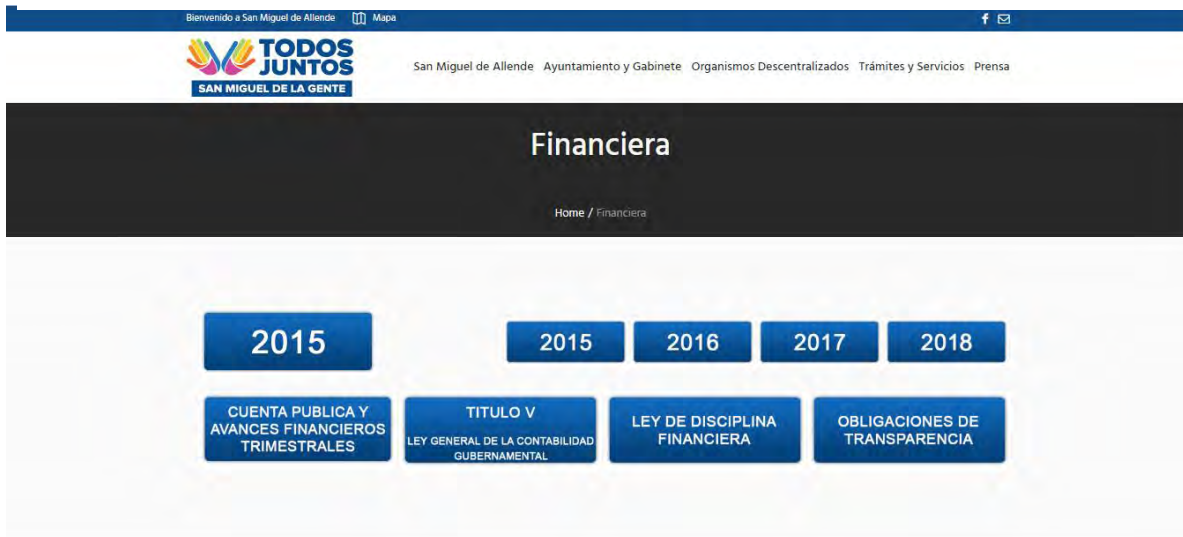 Bienvenido a San Miguel de Allende Mapa
TODOS
JUNTOS
SAN MIGUEL DE LA GENTE
San Miguel de Allende Ayuntamiento y Gabinete Organismos Descentralizados Trámites y Servicios Prensa
Financiera
Home / Financiera
2015
2015 2016 2017 2018
CUENTA PUBLICA Y
AVANCES FINANCIEROS
TRIMESTRALES
TITULO V
LEY GENERAL DE LA CONTABILIDAD
GUBERNAMENTAL
LEY DE DISCIPLINA
FINANCIERA
OBLIGACIONES DE
TRANSPARENCIA